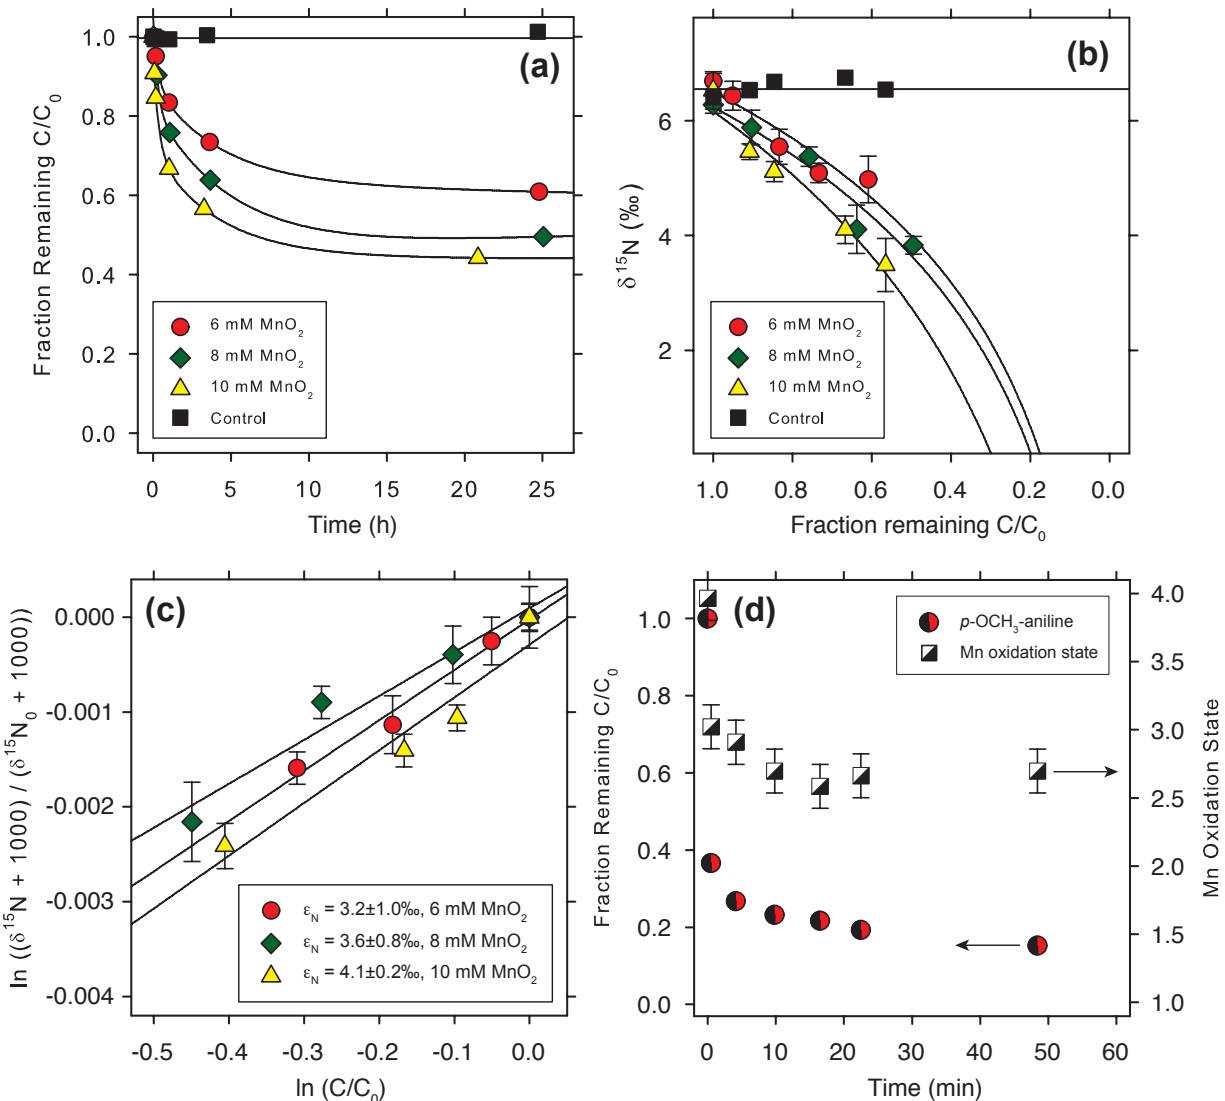 (a)
1.0
0.8
0.6
0.4
0.2
0.0
Fraction Remaining C/C₀
6 mM MnO₂
8 mM MnO₂
10 mM MnO₂
Control
0 5 10 15 20 25
Time (h)
(b)
6
4
2
δ ¹⁵N (‰)
6 mM MnO₂
8 mM MnO₂
10 mM MnO₂
Control
1.0 0.8 0.6 0.4 0.2 0.0
Fraction remaining C/C₀
(c)
0.000
-0.001
-0.002
-0.003
-0.004
ln ((δ¹⁵N + 1000) / (δ¹⁵N₀ + 1000))
εN = 3.2±1.0‰, 6 mM MnO₂
εN = 3.6±0.8‰, 8 mM MnO₂
εN = 4.1±0.2‰, 10 mM MnO₂
-0.5 -0.4 -0.3 -0.2 -0.1 0.0
ln (C/C₀)
(d)
1.0
0.8
0.6
0.4
0.2
0.0
Fraction Remaining C/C₀
p-OCH₃-aniline
Mn oxidation state
4.0
3.5
3.0
2.5
2.0
1.5
1.0
Mn Oxidation State
0 10 20 30 40 50 60
Time (min)